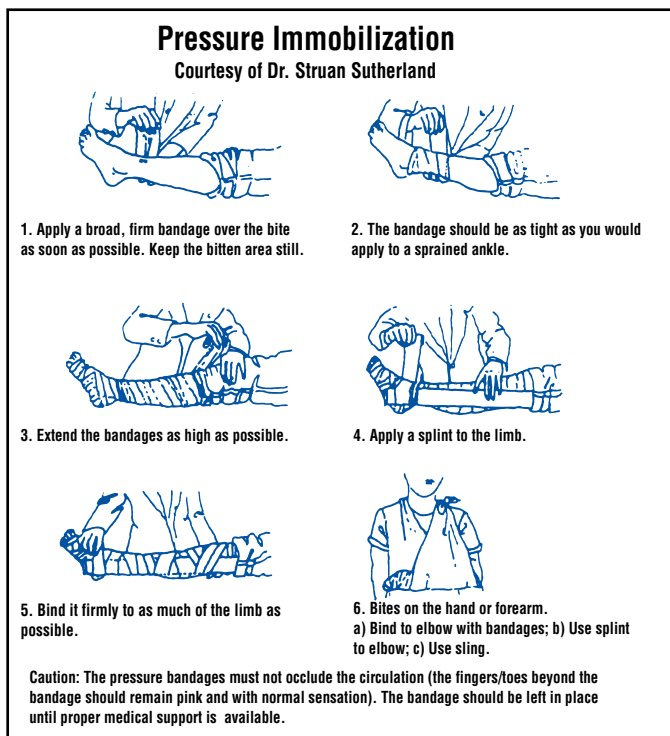 Pressure Immobilization
Courtesy of Dr. Struan Sutherland
1. Apply a broad, firm bandage over the bite
as soon as possible. Keep the bitten area still.
2. The bandage should be as tight as you would
apply to a sprained ankle.
3. Extend the bandages as high as possible.
4. Apply a splint to the limb.
5. Bind it firmly to as much of the limb as
possible.
6. Bites on the hand or forearm.
a) Bind to elbow with bandages; b) Use splint
to elbow; c) Use sling.
Caution: The pressure bandages must not occlude the circulation (the fingers/toes beyond the
bandage should remain pink and with normal sensation). The bandage should be left in place
until proper medical support is available.